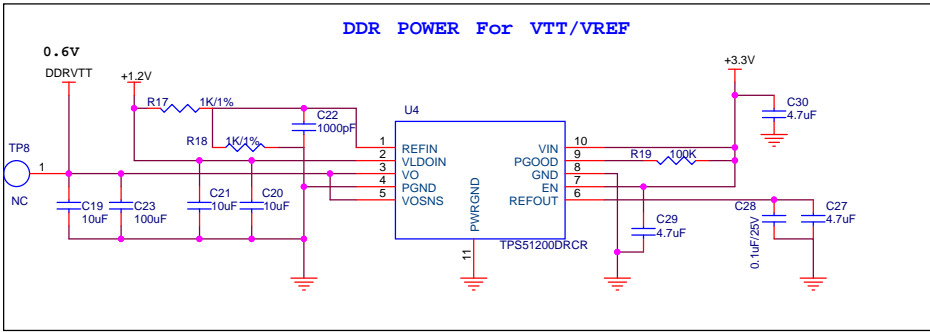 DDR POWER For VTT/VREF
0.6V
DDRVTT
+1.2V
+3.3V
R17 1K/1%
C22
1000pF
U4
C30
4.7uF
R18 1K/1%
TP8
1
NC
1 REFIN VIN 10
2 VLDOIN PGOOD 9 R19 100K
3 VO GND 8
4 PGND EN 7
5 VOSNS REFOUT 6
PWRGND
11
TPS51200DRCR
C19
10uF
C23
100uF
C21
10uF
C20
10uF
C29
4.7uF
C28
0.1uF/25V
C27
4.7uF